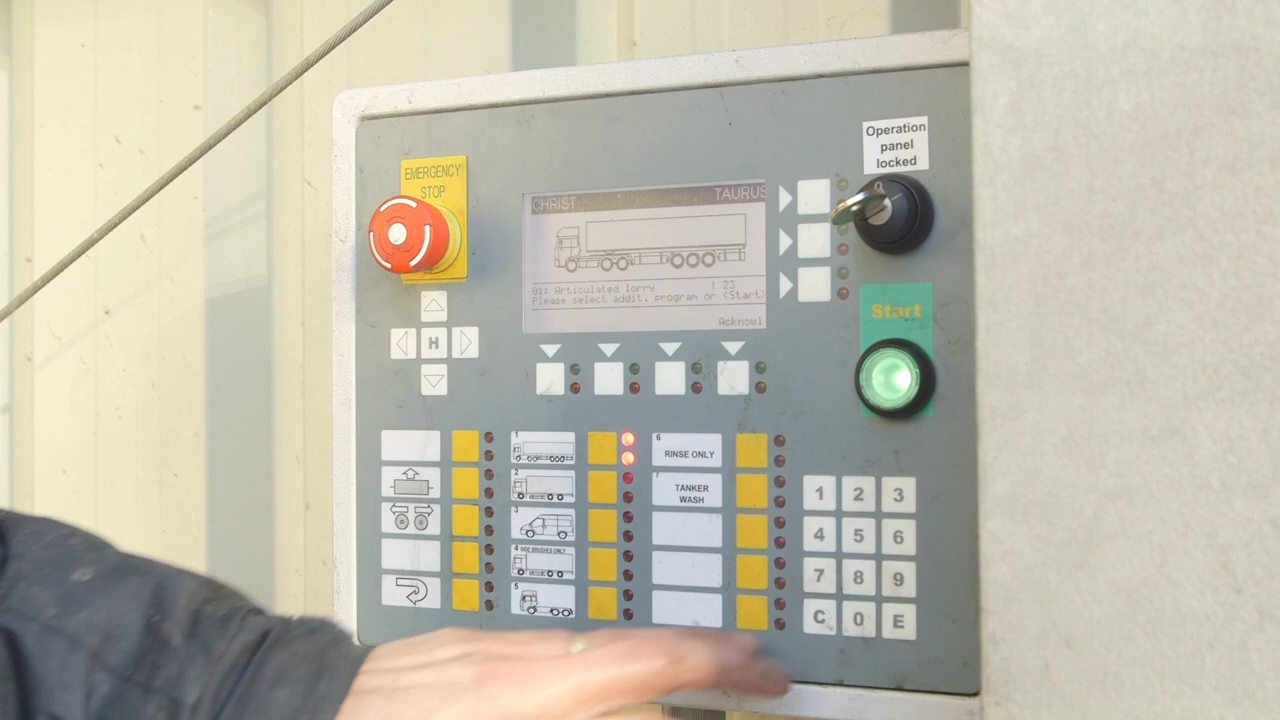 Operation
panel
locked
0
EMERGENCY
STOP
CHRIST TAURUS
01: Articulated lorry | 23
Please select addit. program or <Start>
Acknowl
Start
H
1
2
3
4 SIDE BRUSHES ONLY
5
6
RINSE ONLY
7
TANKER
WASH
1 2 3
4 5 6
7 8 9
C 0 E